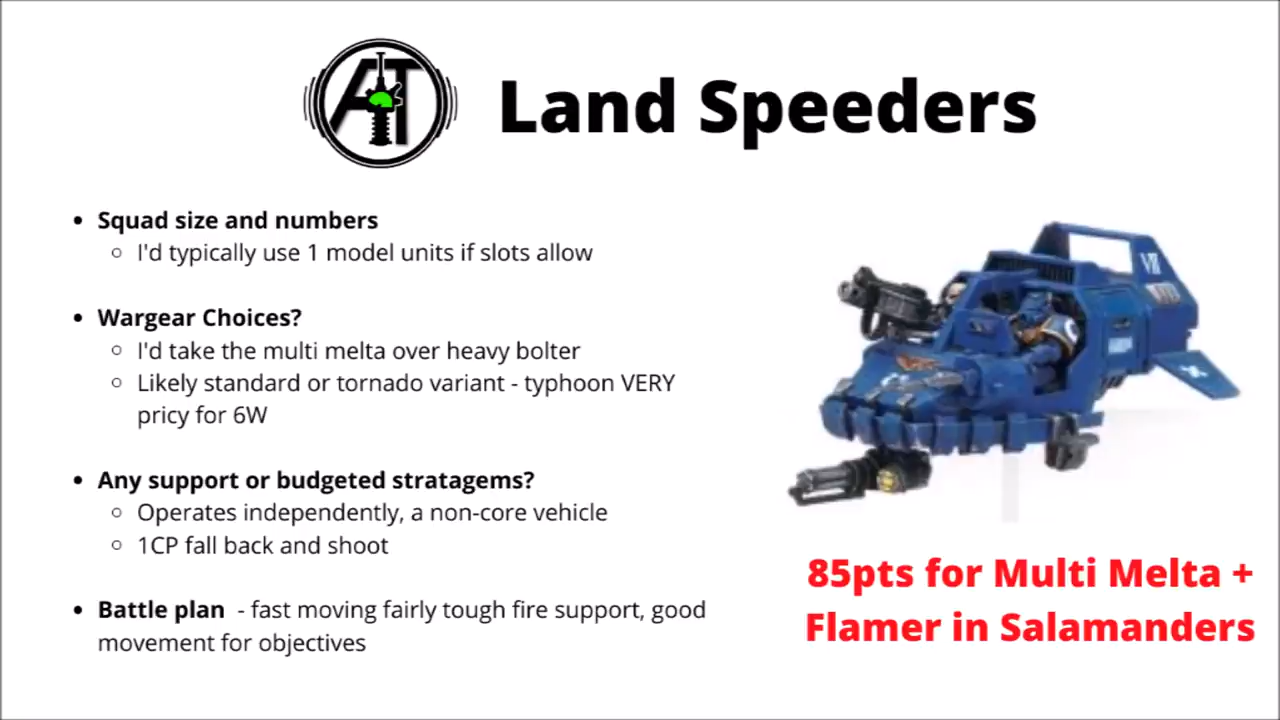 AT
Land Speeders
• Squad size and numbers
○ I'd typically use 1 model units if slots allow
• Wargear Choices?
○ I'd take the multi melta over heavy bolter
○ Likely standard or tornado variant - typhoon VERY
pricy for 6W
• Any support or budgeted stratagems?
○ Operates independently, a non-core vehicle
○ 1CP fall back and shoot
• Battle plan - fast moving fairly tough fire support, good
movement for objectives
85pts for Multi Melta +
Flamer in Salamanders